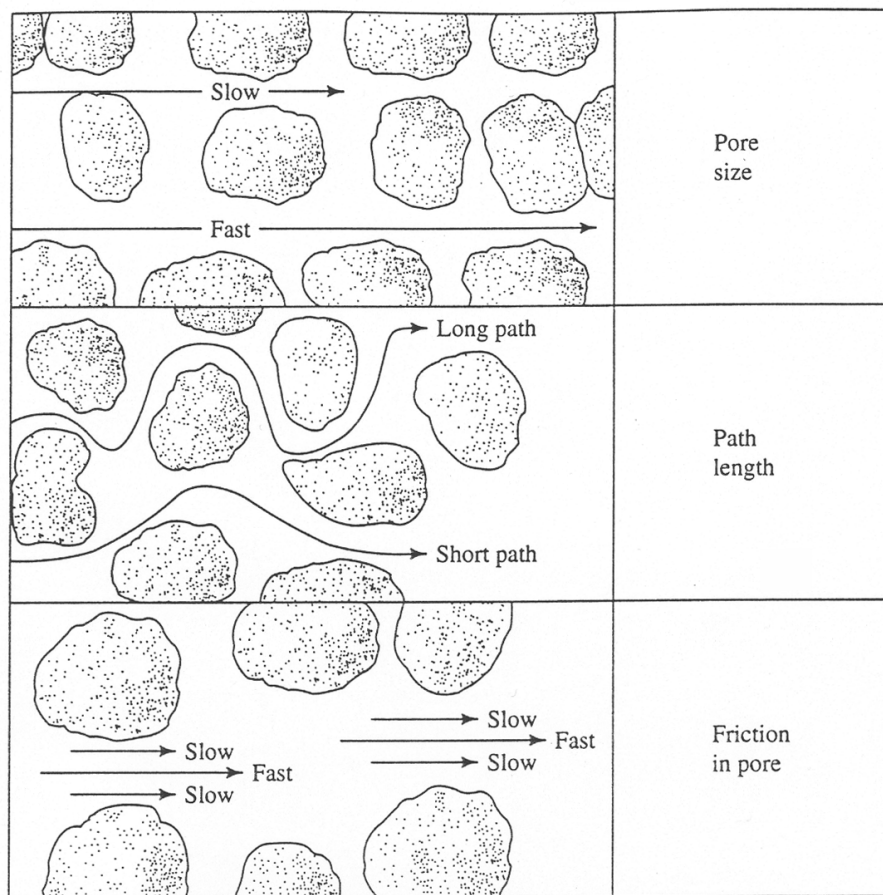 Slow
Fast
Pore
size
Long path
Short path
Path
length
Slow
Fast
Slow
Slow
Fast
Slow
Friction
in pore